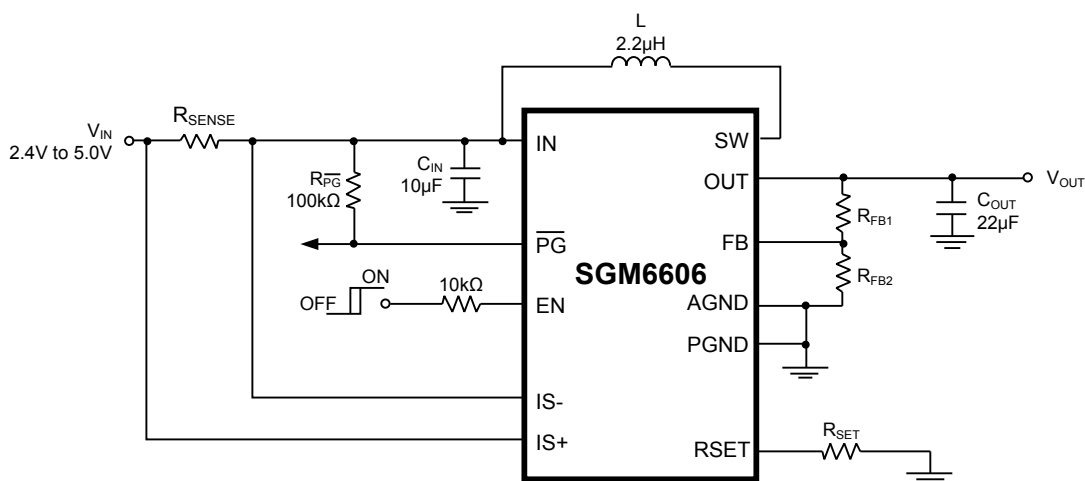 L
2.2µH
RSENSE
VIN
2.4V to 5.0V
IN
SW
CIN
10µF
RPG
100kΩ
OUT
VOUT
COUT
22µF
RFB1
PG
FB
SGM6606
RFB2
ON
OFF
10kΩ
EN
AGND
PGND
IS-
IS+
RSET
RSET